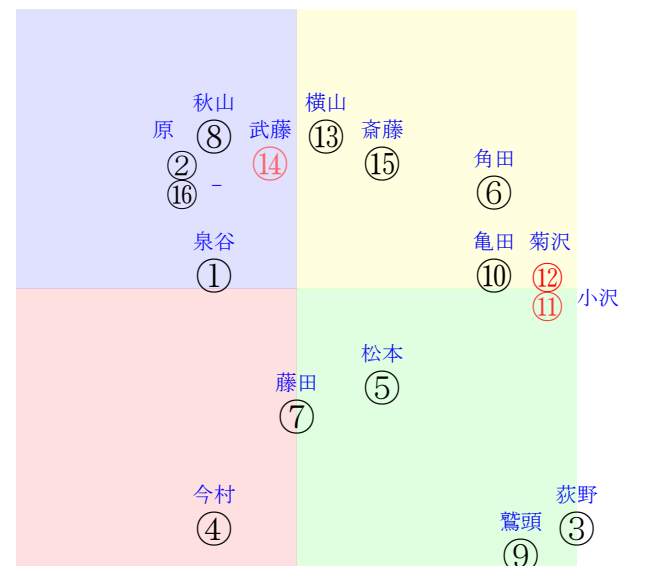 秋山
横山
原
⑧
武藤
⑬
斎藤
②
⑭
⑮
角田
⑯
－
⑥
泉谷
亀田
菊沢
①
⑩
⑫
⑪
小沢
松本
藤田
⑤
⑦
今村
荻野
④
鷲頭
③
⑨